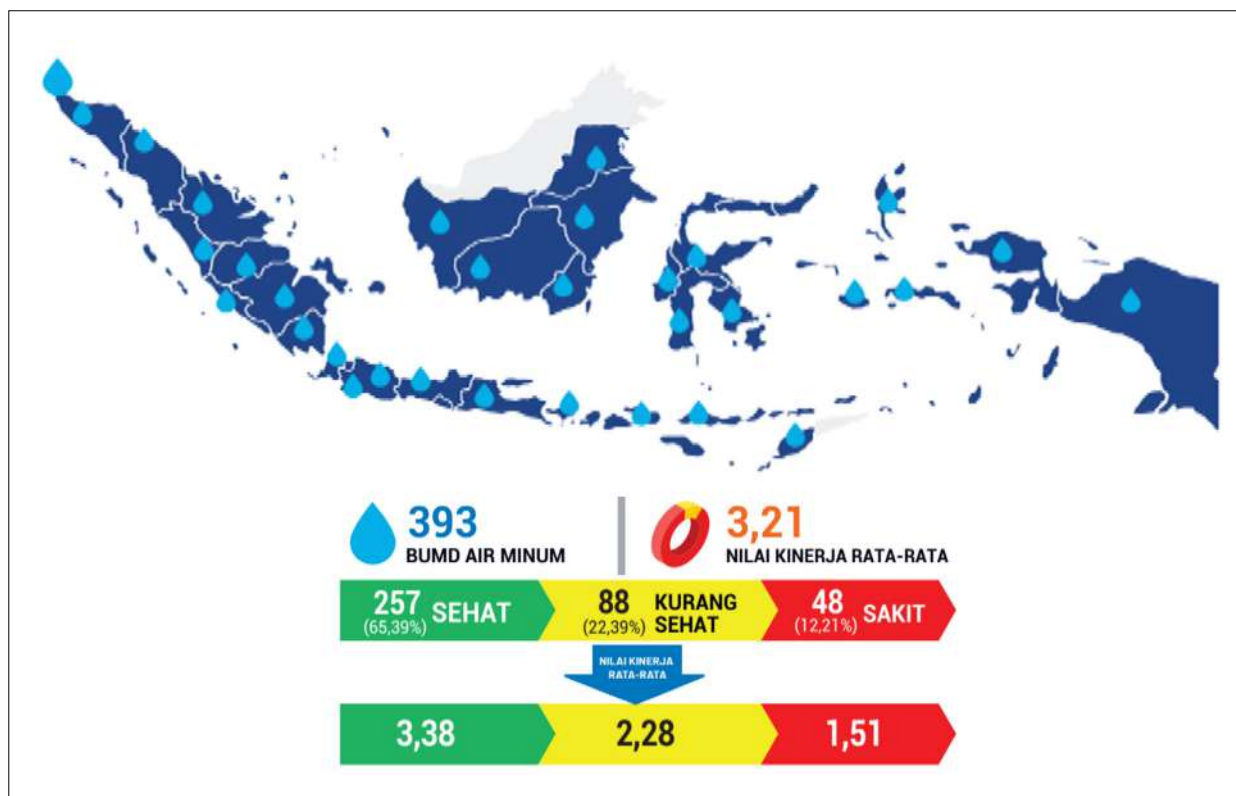 393
BUMD AIR MINUM
3,21
NILAI KINERJA RATA-RATA
257
(65,39%)
SEHAT
88
(22,39%)
KURANG
SEHAT
48
(12,21%)
SAKIT
NILAI KINERJA
RATA-RATA
3,38
2,28
1,51